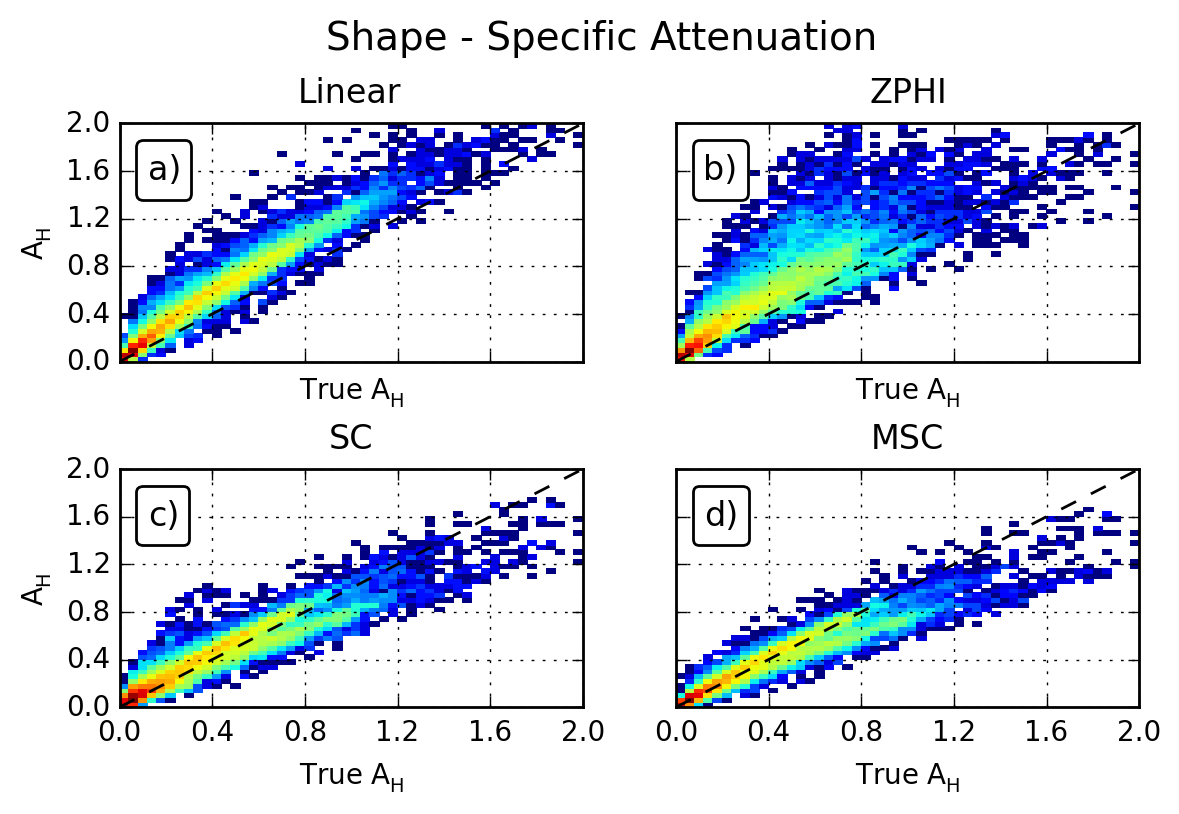 Shape - Specific Attenuation
Linear
ZPHI
2.0
1.6
1.2
0.8
0.4
0.0
A_H
a)
b)
True A_H
True A_H
SC
MSC
2.0
1.6
1.2
0.8
0.4
0.0
A_H
c)
d)
0.0 0.4 0.8 1.2 1.6 2.0
0.0 0.4 0.8 1.2 1.6 2.0
True A_H
True A_H